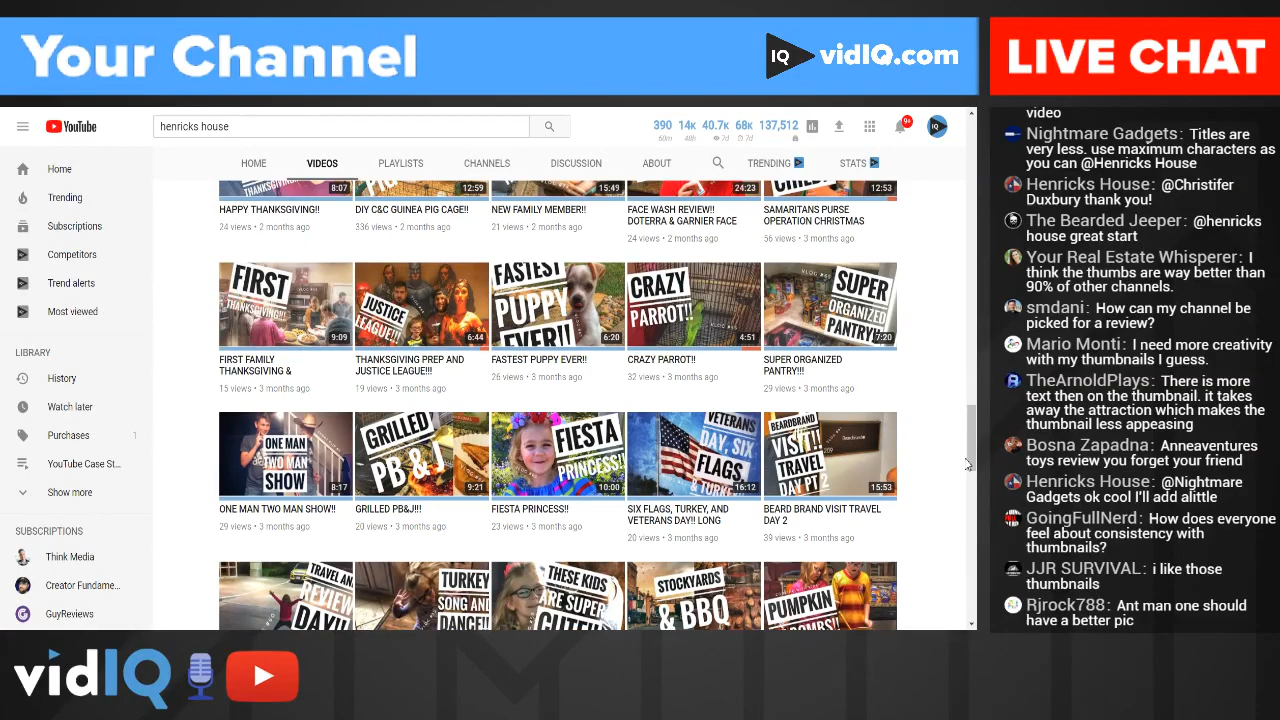 Your Channel
IQ vidIQ.com
LIVE CHAT
YouTube
henricks house
390 14K 40.7K 68K 137,512
60m 48h 7d 7d
9+
IQ
HOME VIDEOS PLAYLISTS CHANNELS DISCUSSION ABOUT TRENDING STATS
Home
Trending
Subscriptions
Competitors
Trend alerts
Most viewed
LIBRARY
History
Watch later
Purchases 1
YouTube Case St...
Show more
SUBSCRIPTIONS
Think Media
Creator Fundame...
GuyReviews
THANKSGIVING!!
8:07
12:59
15:49
24:23
12:53
HAPPY THANKSGIVING!!
24 views • 2 months ago
DIY C&C GUINEA PIG CAGE!!
336 views • 2 months ago
NEW FAMILY MEMBER!!
21 views • 2 months ago
FACE WASH REVIEW!!
DOTERRA & GARNIER FACE
24 views • 2 months ago
SAMARITANS PURSE
OPERATION CHRISTMAS
56 views • 3 months ago
FIRST
THANKSGIVING!!
9:09
JUSTICE
LEAGUE!!!
6:44
FASTEST
PUPPY
EVER!!
6:20
CRAZY
PARROT!!
4:51
SUPER
ORGANIZED
PANTRY!!
7:20
FIRST FAMILY
THANKSGIVING &
15 views • 3 months ago
THANKSGIVING PREP AND
JUSTICE LEAGUE!!!
19 views • 3 months ago
FASTEST PUPPY EVER!!
26 views • 3 months ago
CRAZY PARROT!!
32 views • 3 months ago
SUPER ORGANIZED
PANTRY!!!
29 views • 3 months ago
ONE MAN
TWO MAN
SHOW
8:17
GRILLED
PB & J
9:21
FIESTA
PRINCESS!!
10:00
VETERANS
DAY, SIX
FLAGS
& TURKEY
16:12
BEARDBRAND
VISIT!!
TRAVEL
DAY PT 2
15:53
ONE MAN TWO MAN SHOW!!
29 views • 3 months ago
GRILLED PB&J!!!
20 views • 3 months ago
FIESTA PRINCESS!!
23 views • 3 months ago
SIX FLAGS, TURKEY, AND
VETERANS DAY!! LONG
20 views • 3 months ago
BEARD BRAND VISIT TRAVEL
DAY 2
39 views • 3 months ago
TRAVEL AND
REVIEW
DAY!!
TURKEY
SONG AND
DANCE!!
THESE KIDS
ARE SUPER
STOCKYARDS
& BBQ
PUMPKIN
BOMBS!!
video
Nightmare Gadgets: Titles are
very less. use maximum characters as
you can @Henricks House
Henricks House: @Christifer
Duxbury thank you!
The Bearded Jeeper: @henricks
house great start
Your Real Estate Whisperer: I
think the thumbs are way better than
90% of other channels.
smdani: How can my channel be
picked for a review?
Mario Monti: I need more creativity
with my thumbnails I guess.
TheArnoldPlays: There is more
text then on the thumbnail. it takes
away the attraction which makes the
thumbnail less appeasing
Bosna Zapadna: Anneaventures
toys review you forget your friend
Henricks House: @Nightmare
Gadgets ok cool I'll add alittle
GoingFullNerd: How does everyone
feel about consistency with
thumbnails?
JJR SURVIVAL: i like those
thumbnails
Rjrock788: Ant man one should
have a better pic
vidIQ